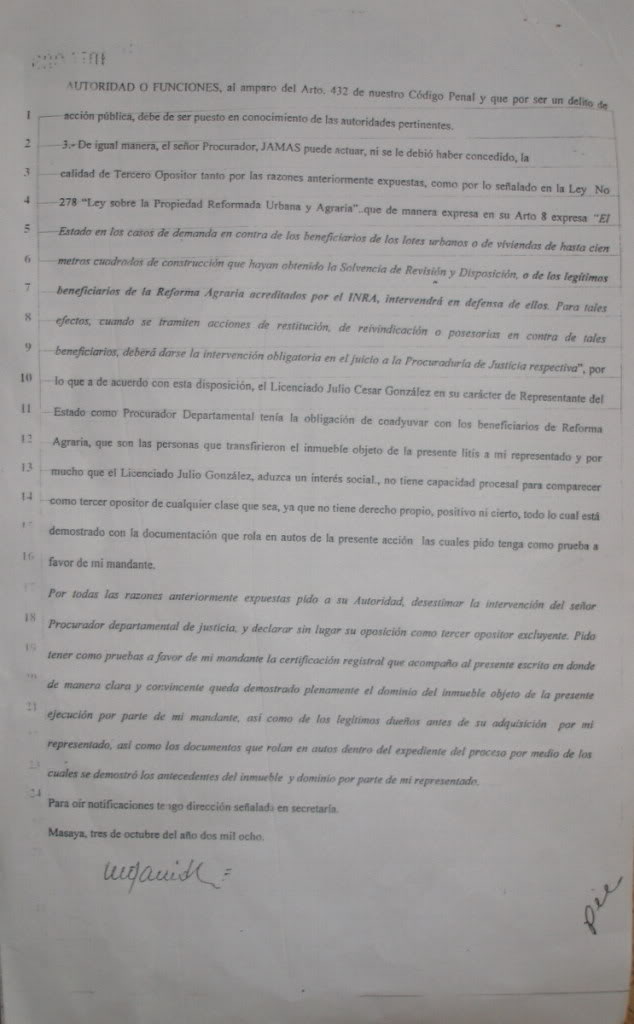 AUTORIDAD O FUNCIONES, al amparo del Arto. 432 de nuestro Código Penal y que por ser un delito de
1 acción pública, debe de ser puesto en conocimiento de las autoridades pertinentes.
2 3.- De igual manera, el señor Procurador, JAMAS puede actuar, ni se le debió haber concedido, la
3 calidad de Tercero Opositor tanto por las razones anteriormente expuestas, como por lo señalado en la Ley No
4 278 "Ley sobre la Propiedad Reformada Urbana y Agraria"..que de manera expresa en su Arto 8 expresa "El
5 Estado en los casos de demanda en contra de los beneficiarios de los lotes urbanos o de viviendas de hasta cien
6 metros cuadrados de construcción que hayan obtenido la Solvencia de Revisión y Disposición, o de los legítimos
7 beneficiarios de la Reforma Agraria acreditados por el INRA, intervendrá en defensa de ellos. Para tales
8 efectos, cuando se tramiten acciones de restitución, de reivindicación o posesorias en contra de tales
9 beneficiarios, deberá darse la intervención obligatoria en el juicio a la Procuraduría de Justicia respectiva", por
10 lo que a de acuerdo con esta disposición, el Licenciado Julio Cesar González en su carácter de Representante del
11 Estado como Procurador Departamental tenía la obligación de coadyuvar con los beneficiarios de Reforma
12 Agraria, que son las personas que transfirieron el inmueble objeto de la presente litis a mi representado y por
13 mucho que el Licenciado Julio González, aduzca un interés social., no tiene capacidad procesal para comparecer
14 como tercer opositor de cualquier clase que sea, ya que no tiene derecho propio, positivo ni cierto, todo lo cual está
demostrado con la documentación que rola en autos de la presente acción las cuales pido tenga como prueba a
16 favor de mi mandante.
Por todas las razones anteriormente expuestas pido a su Autoridad, desestimar la intervención del señor
18 Procurador departamental de justicia, y declarar sin lugar su oposición como tercer opositor excluyente. Pido
19 tener como pruebas a favor de mi mandante la certificación registral que acompaño al presente escrito en donde
de manera clara y convincente queda demostrado plenamente el dominio del inmueble objeto de la presente
21 ejecución por parte de mi mandante, así como de los legítimos dueños antes de su adquisición por mi
representado, así como los documentos que rolan en autos dentro del expediente del proceso por medio de los
23 cuales se demostró los antecedentes del inmueble y dominio por parte de mi representado.
24 Para oír notificaciones tengo dirección señalada en secretaría.
Masaya, tres de octubre del año dos mil ocho.